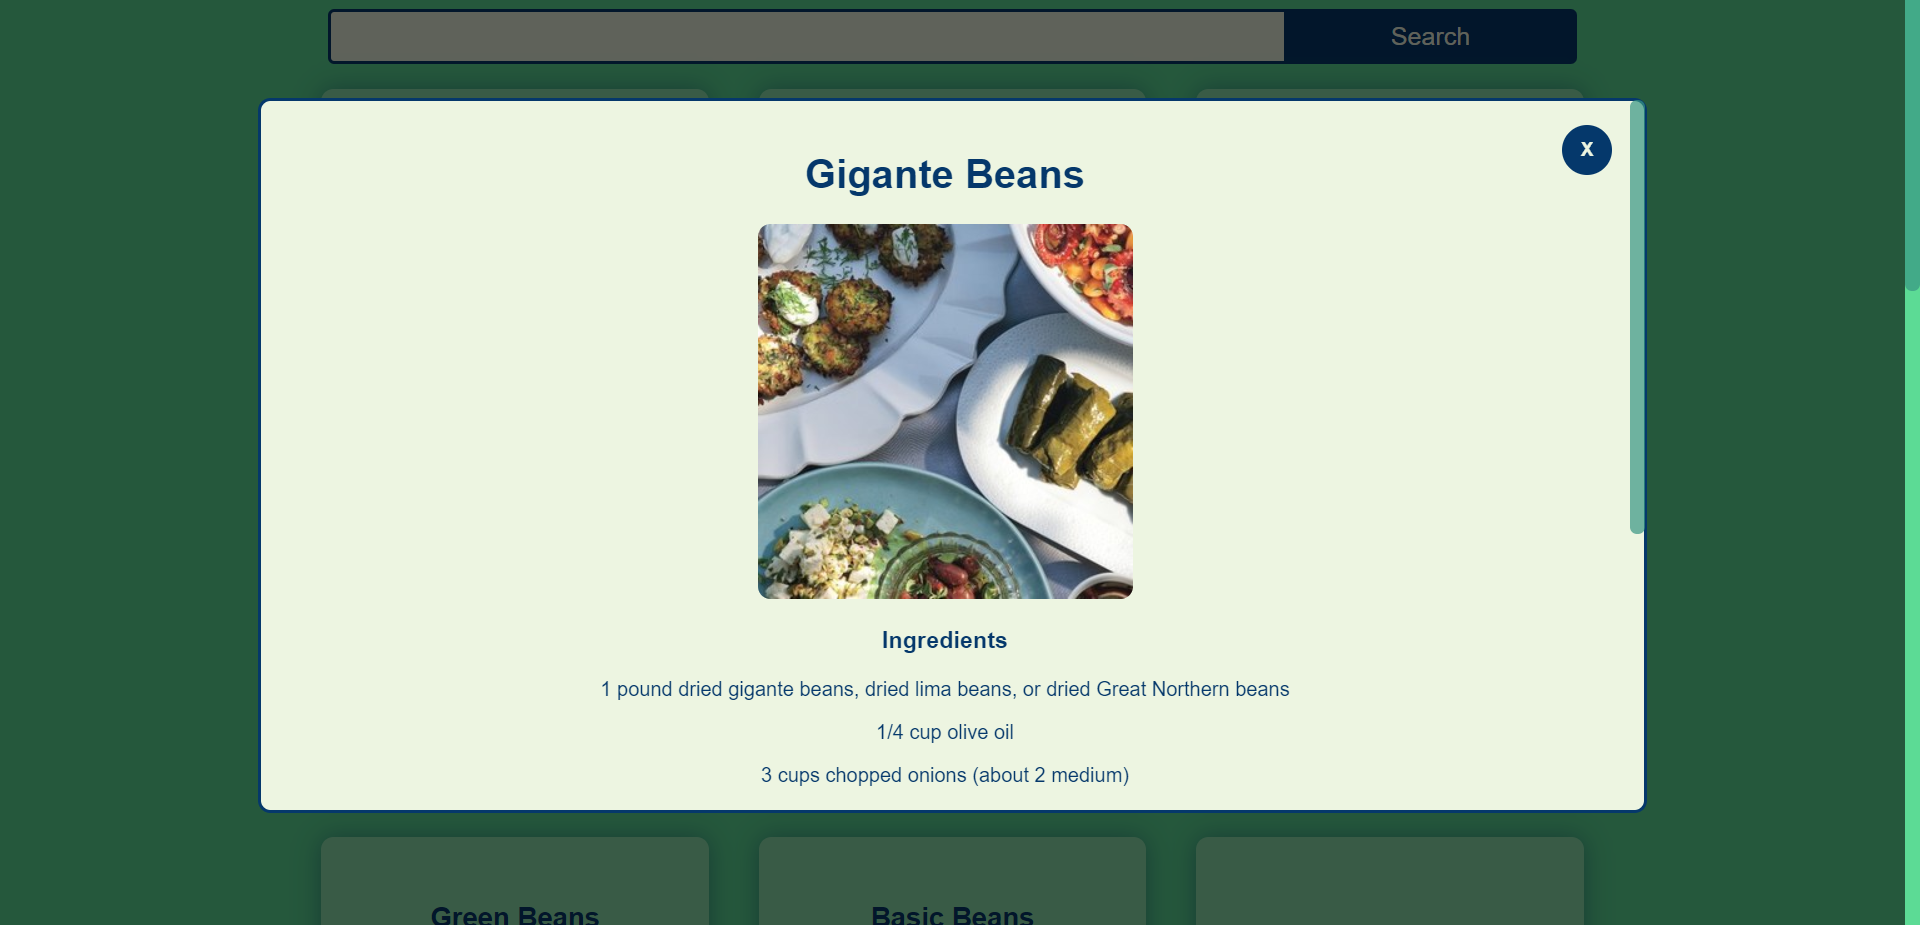 Search
X
Gigante Beans
Ingredients
1 pound dried gigante beans, dried lima beans, or dried Great Northern beans
1/4 cup olive oil
3 cups chopped onions (about 2 medium)
Green Beans
Basic Beans